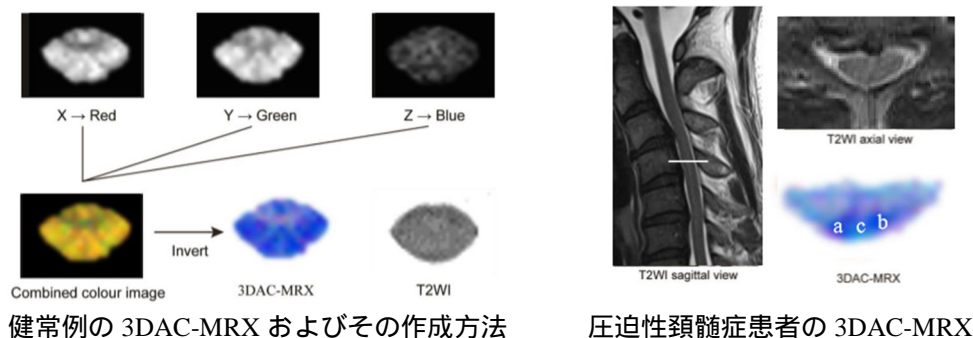 X → Red
Y → Green
Z → Blue
Invert
Combined colour image
3DAC-MRX
T2WI
健常例の 3DAC-MRX およびその作成方法
T2WI sagittal view
T2WI axial view
a c b
3DAC-MRX
圧迫性頚髄症患者の 3DAC-MRX